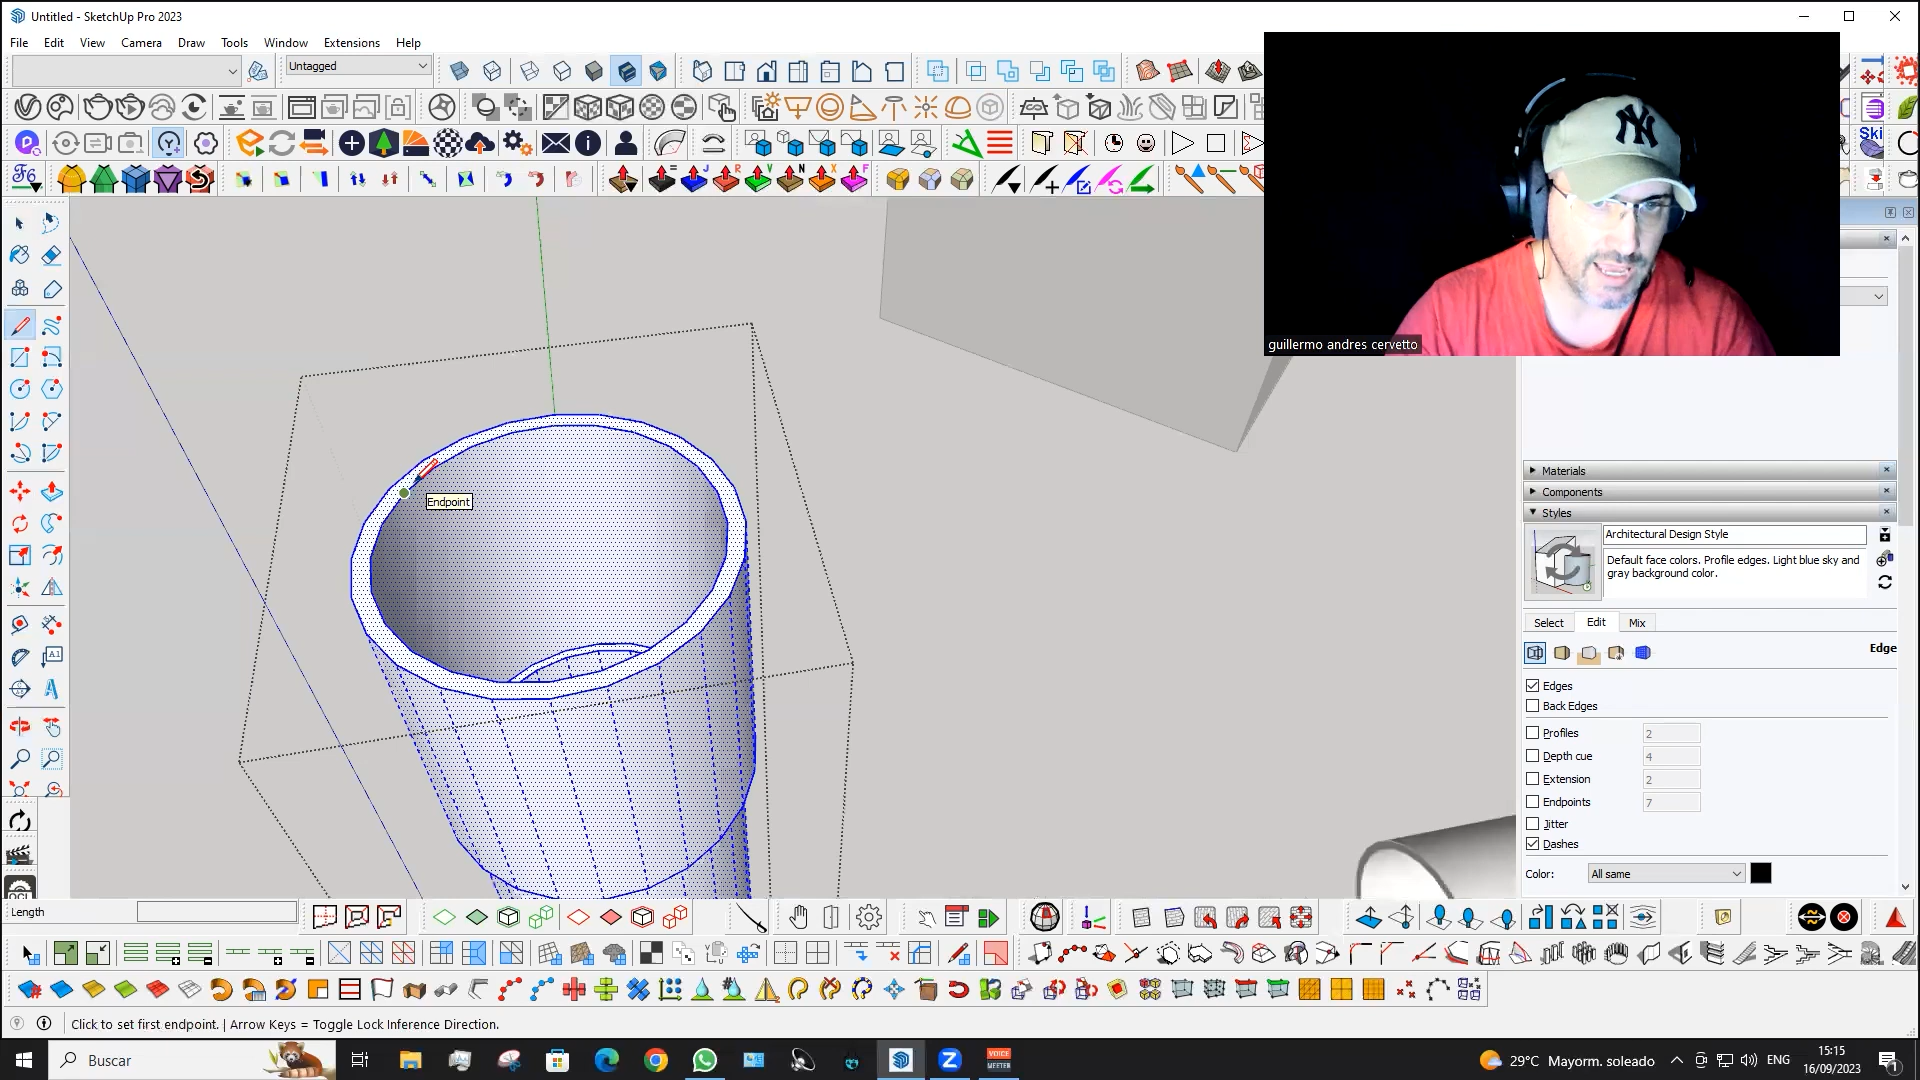 Untitled - SketchUp Pro 2023
File Edit View Camera Draw Tools Window Extensions Help
Untagged
Ski
guillermo andres cervetto
Endpoint
Materials
Components
Styles
Architectural Design Style
Default face colors. Profile edges. Light blue sky and
gray background color.
Select Edit Mix
Edge
Edges
Back Edges
Profiles 2
Depth cue 4
Extension 2
Endpoints 7
Jitter
Dashes
Color: All same
Length
Click to set first endpoint. | Arrow Keys = Toggle Lock Inference Direction.
Buscar
VOICE
MEETER
29°C Mayorm. soleado
ENG
15:15
16/09/2023